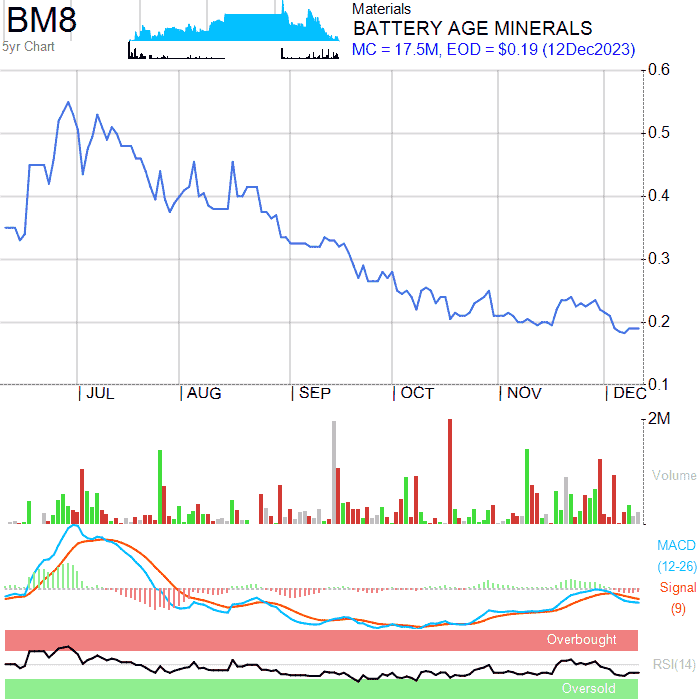 BM8
5yr Chart
Materials
BATTERY AGE MINERALS
MC = 17.5M, EOD = $0.19 (12Dec2023)
0.6
0.5
0.4
0.3
0.2
0.1
JUL AUG SEP OCT NOV DEC
2M
Volume
MACD
(12-26)
Signal
(9)
Overbought
RSI(14)
Oversold